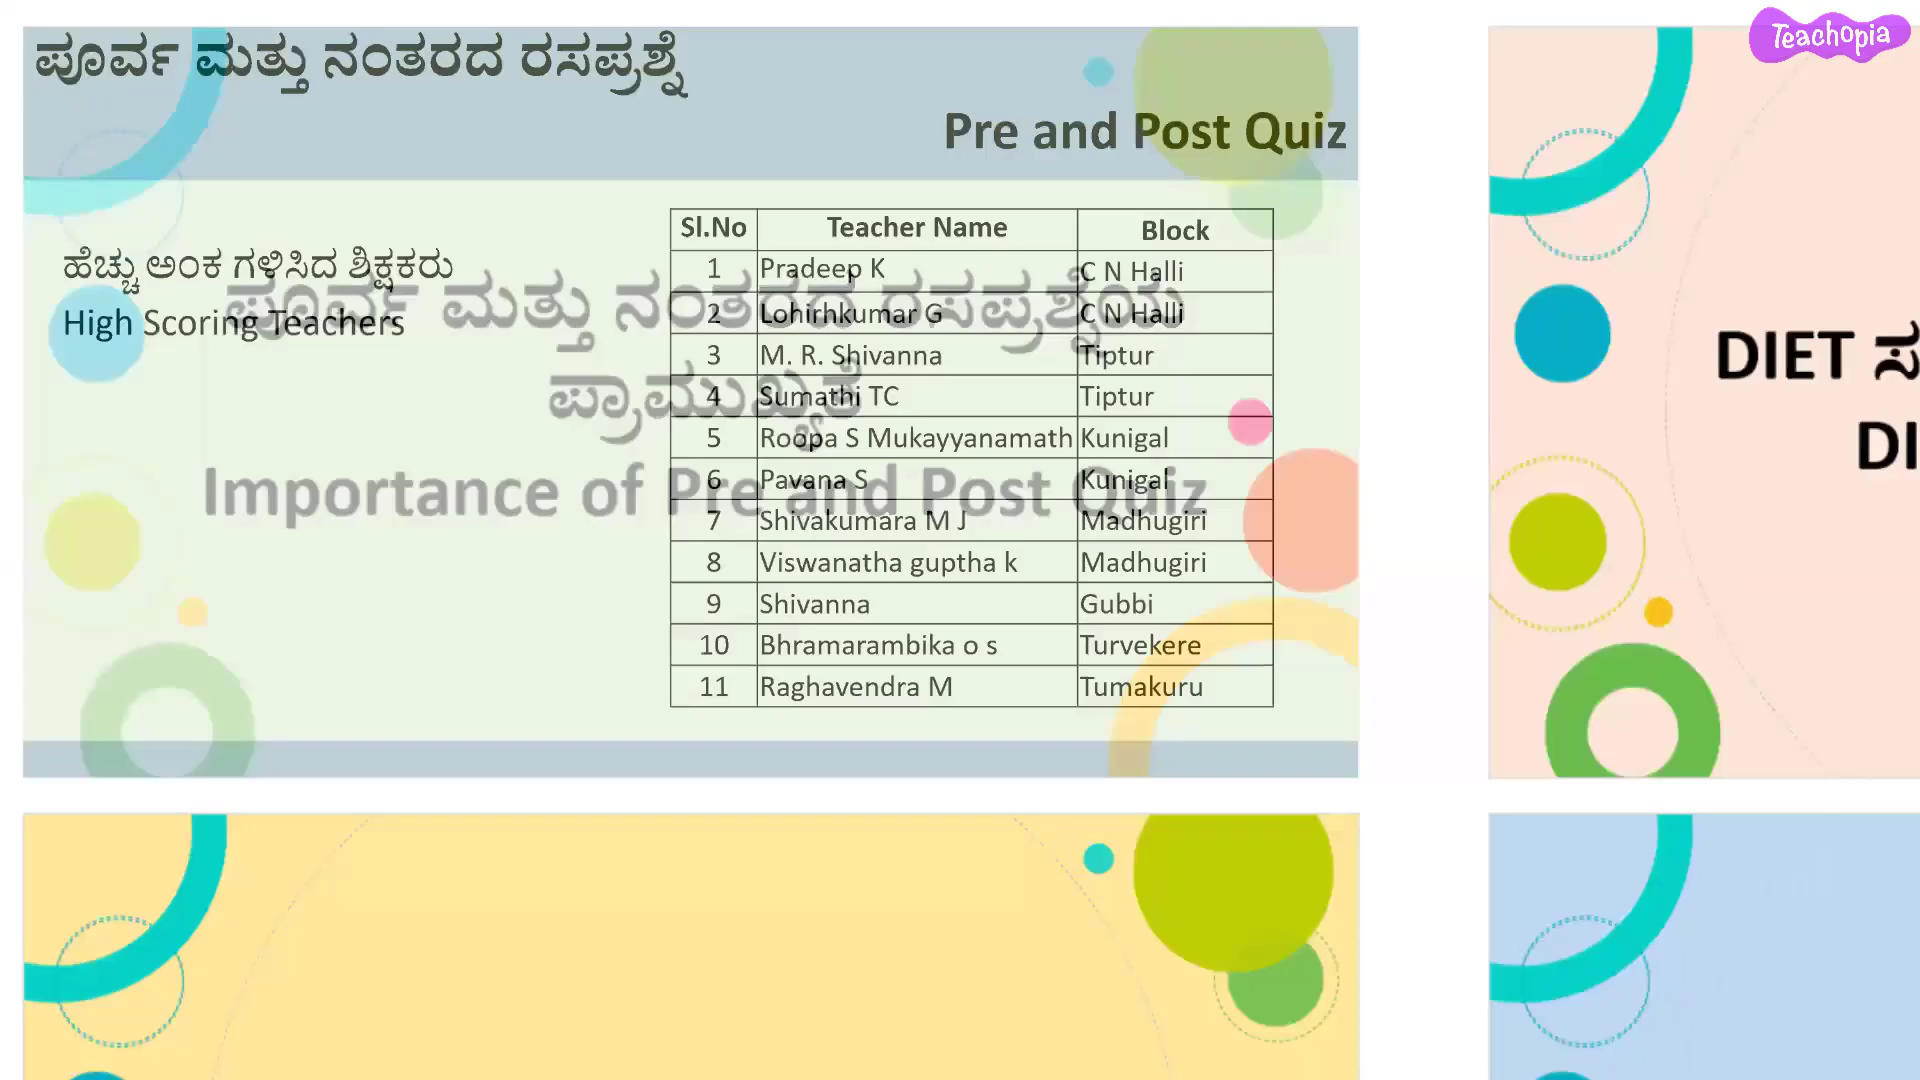 Teachopia
ಪೂರ್ವ ಮತ್ತು ನಂತರದ ರಸಪ್ರಶ್ನೆ
Pre and Post Quiz
ಹೆಚ್ಚು ಅಂಕ ಗಳಿಸಿದ ಶಿಕ್ಷಕರು
High Scoring Teachers
Sl.No Teacher Name Block
1 Pradeep K C N Halli
2 Lohirhkumar G C N Halli
3 M. R. Shivanna Tiptur
4 Sumathi TC Tiptur
5 Roopa S Mukayyanamath Kunigal
6 Pavana S Kunigal
7 Shivakumara M J Madhugiri
8 Viswanatha guptha k Madhugiri
9 Shivanna Gubbi
10 Bhramarambika o s Turvekere
11 Raghavendra M Tumakuru
ಪೂರ್ವ ಮತ್ತು ನಂತರದ ರಸಪ್ರಶ್ನೆಯ
ಪ್ರಾಮುಖ್ಯತೆ
Importance of Pre and Post Quiz
DIET ಸ
DI